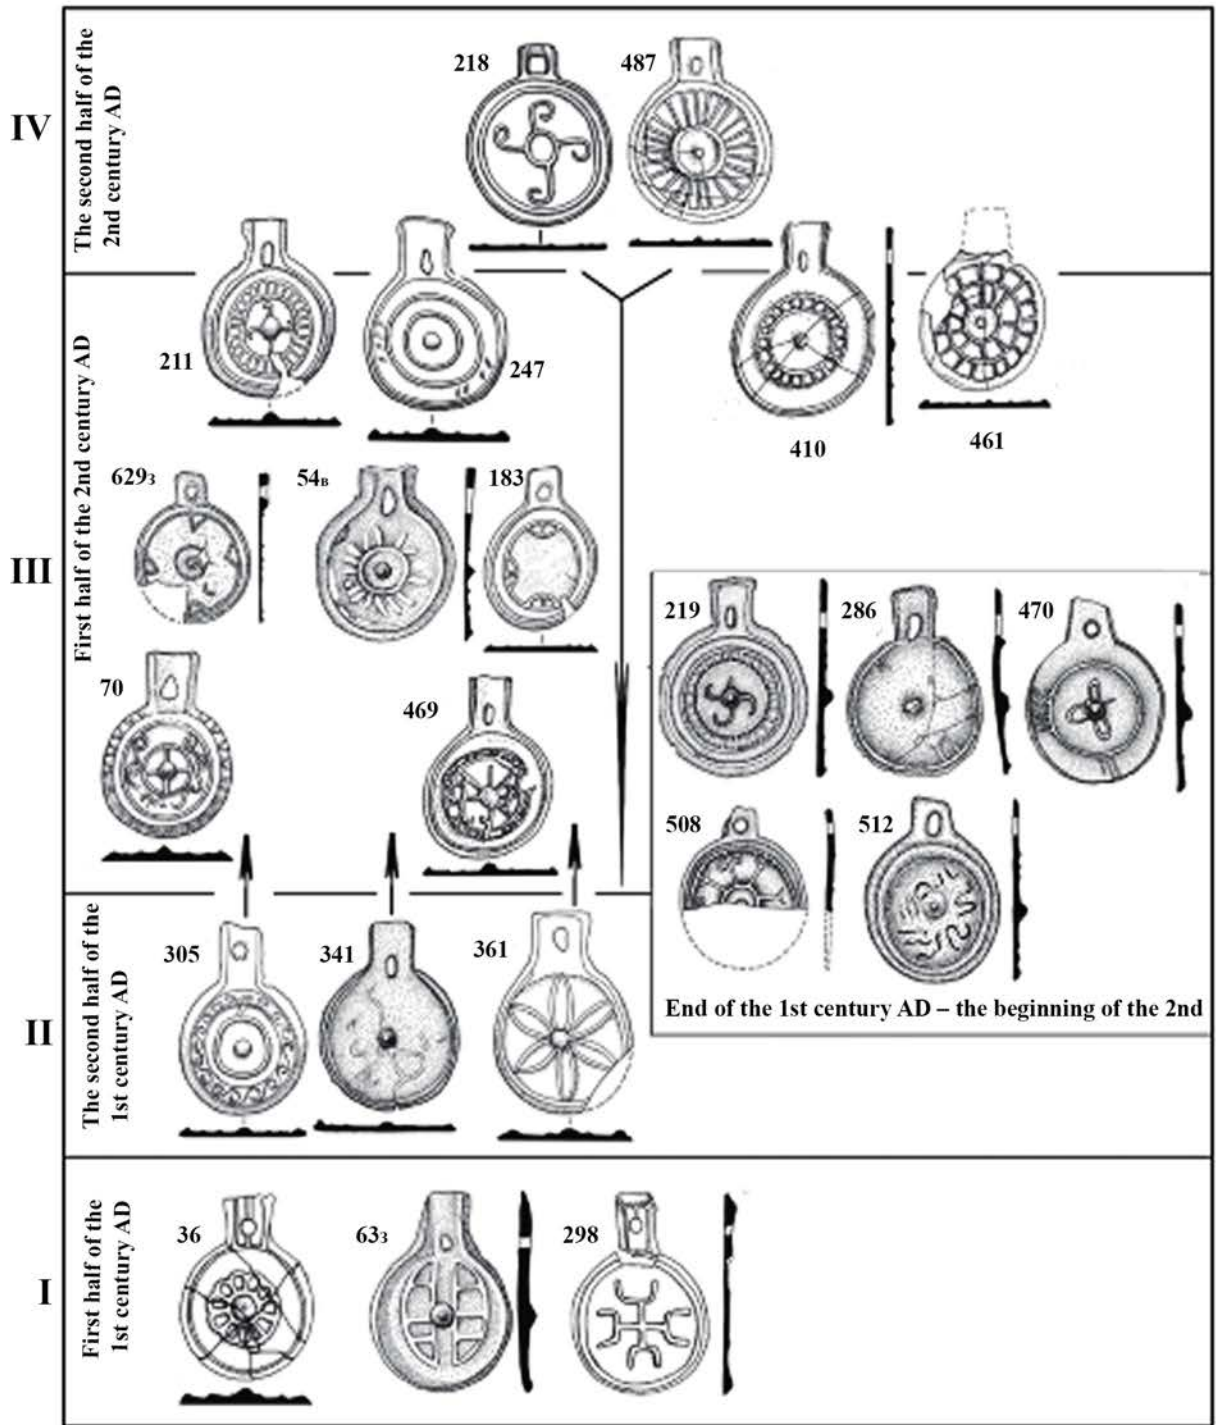 IV
The second half of the
2nd century AD
218
487
211
247
410
461
III
First half of the 2nd century AD
629з
54в
183
70
469
219
286
470
508
512
End of the 1st century AD – the beginning of the 2nd
II
The second half of the
1st century AD
305
341
361
I
First half of the
1st century AD
36
63з
298